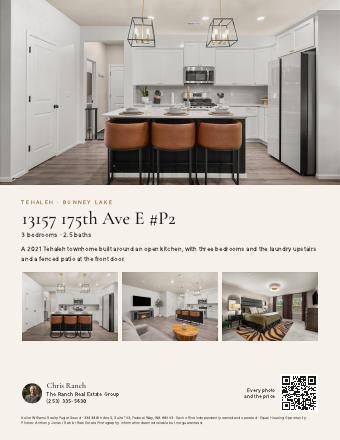 TEHALEH · BONNEY LAKE
13157 175th Ave E #P2
3 bedrooms · 2.5 baths
A 2021 Tehaleh townhome built around an open kitchen, with three bedrooms and the laundry upstairs
and a fenced patio at the front door.
Chris Ranch
The Ranch Real Estate Group
(253) 335-5638
Every photo
and the price